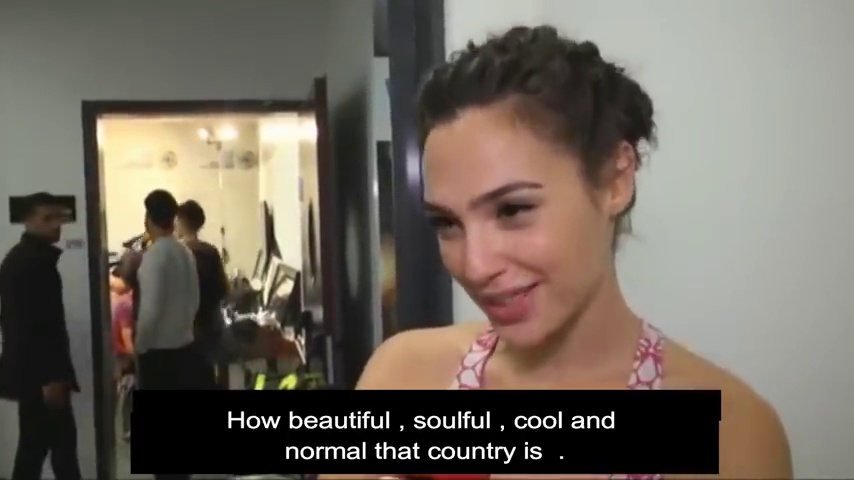 How beautiful , soulful , cool and
normal that country is .